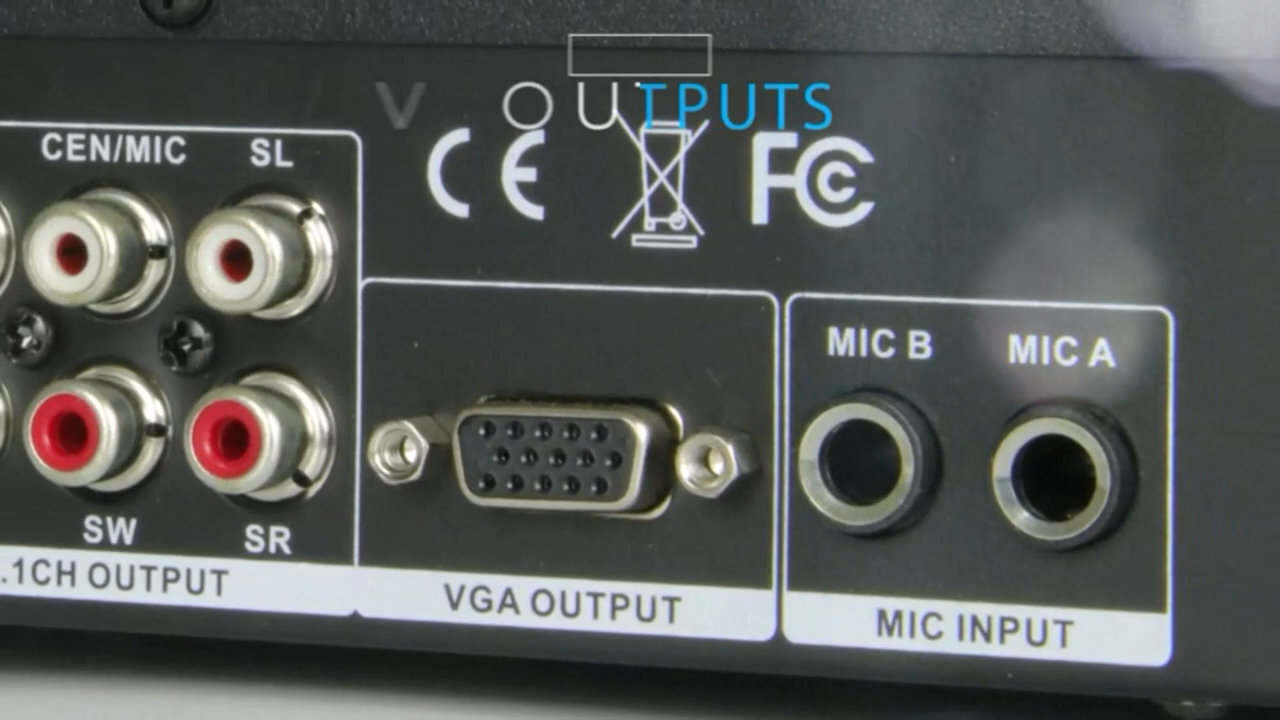 V OUTPUTS
CEN/MIC SL
CE FC
MIC B MIC A
SW SR
.1CH OUTPUT
VGA OUTPUT
MIC INPUT